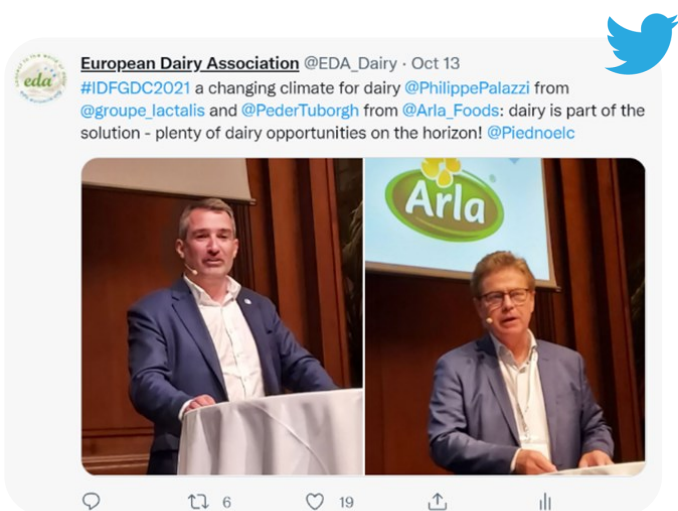 European Dairy Association @EDA_Dairy · Oct 13
#IDFGDC2021 a changing climate for dairy @PhilippePalazzi from
@groupe_lactalis and @PederTuborgh from @Arla_Foods: dairy is part of the
solution - plenty of dairy opportunities on the horizon! @Piednoelc
eda
Arla
6
19